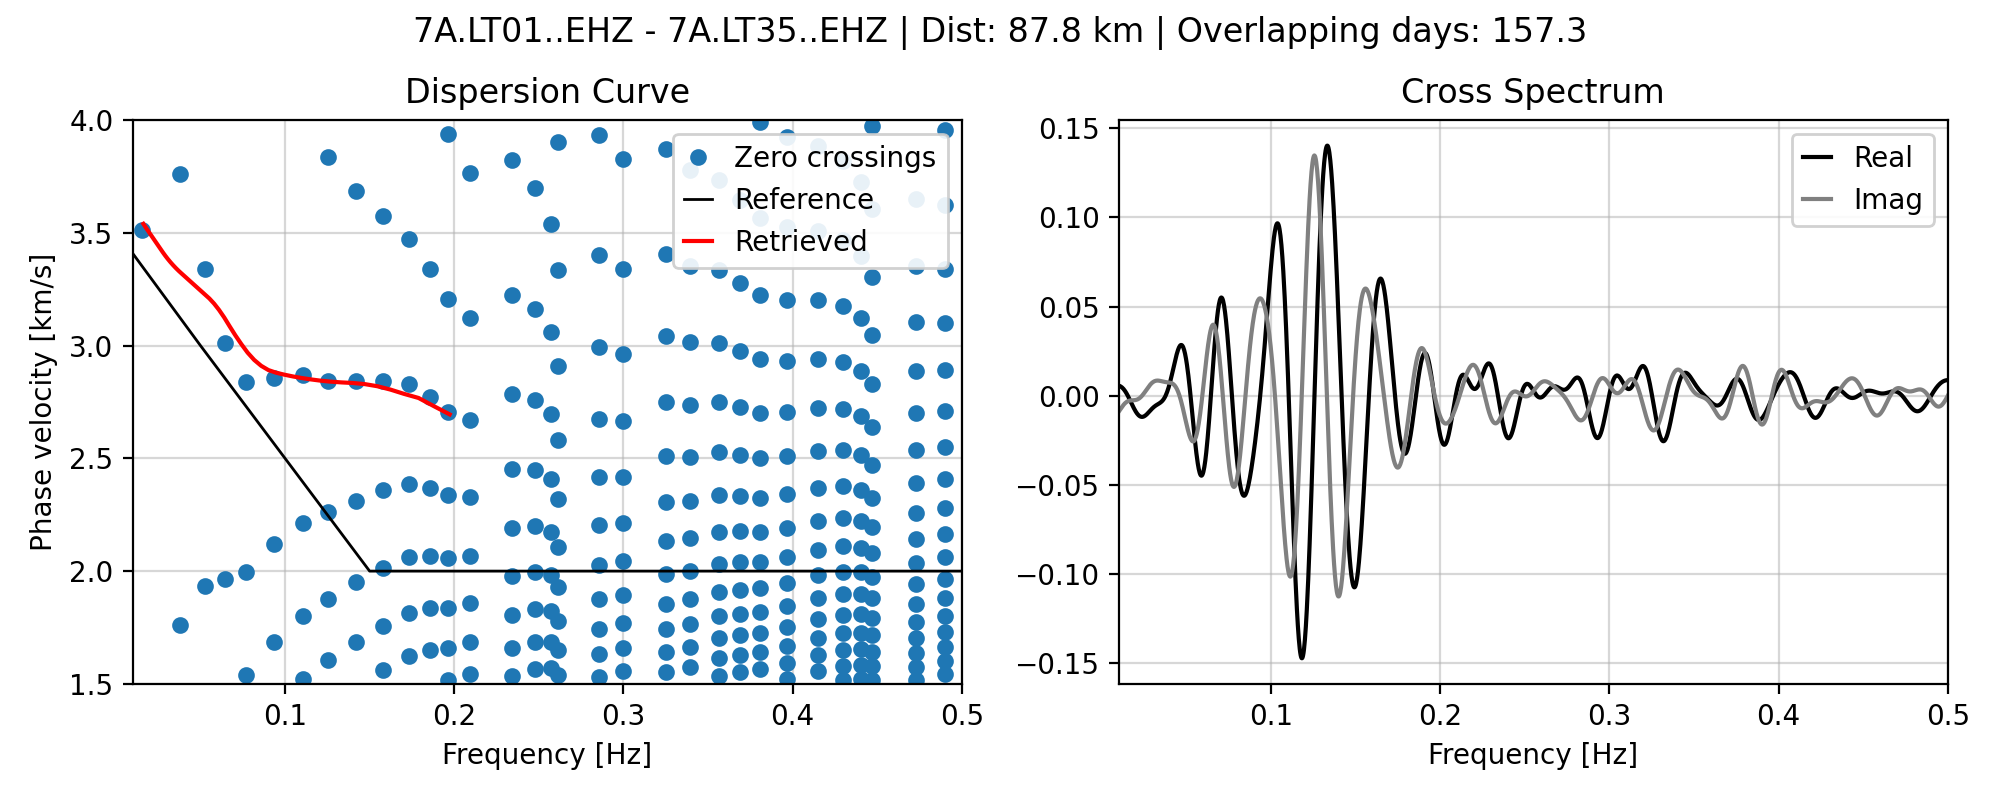 7A.LT01..EHZ - 7A.LT35..EHZ | Dist: 87.8 km | Overlapping days: 157.3
Dispersion Curve
4.0
3.5
3.0
2.5
2.0
1.5
Phase velocity [km/s]
0.1 0.2 0.3 0.4 0.5
Frequency [Hz]
Zero crossings
Reference
Retrieved
Cross Spectrum
0.15
0.10
0.05
0.00
−0.05
−0.10
−0.15
0.1 0.2 0.3 0.4 0.5
Frequency [Hz]
Real
Imag